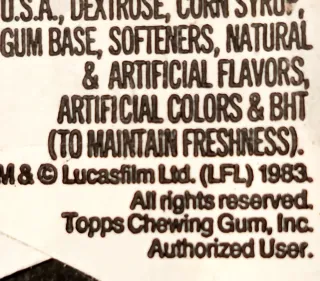 U.S.A., DEXTROSE, CORN SYRUP,
GUM BASE, SOFTENERS, NATURAL
& ARTIFICIAL FLAVORS,
ARTIFICIAL COLORS & BHT
(TO MAINTAIN FRESHNESS).
M & © Lucasfilm Ltd. (LFL) 1983.
All rights reserved.
Topps Chewing Gum, Inc.
Authorized User.